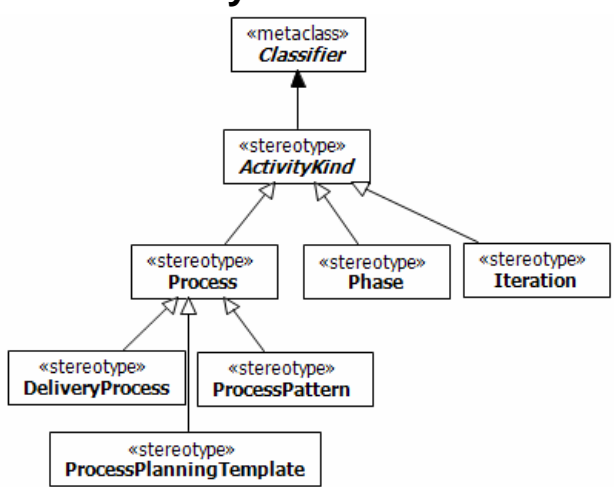 «metaclass»
Classifier
«stereotype»
ActivityKind
«stereotype»
Process
«stereotype»
Phase
«stereotype»
Iteration
«stereotype»
DeliveryProcess
«stereotype»
ProcessPattern
«stereotype»
ProcessPlanningTemplate